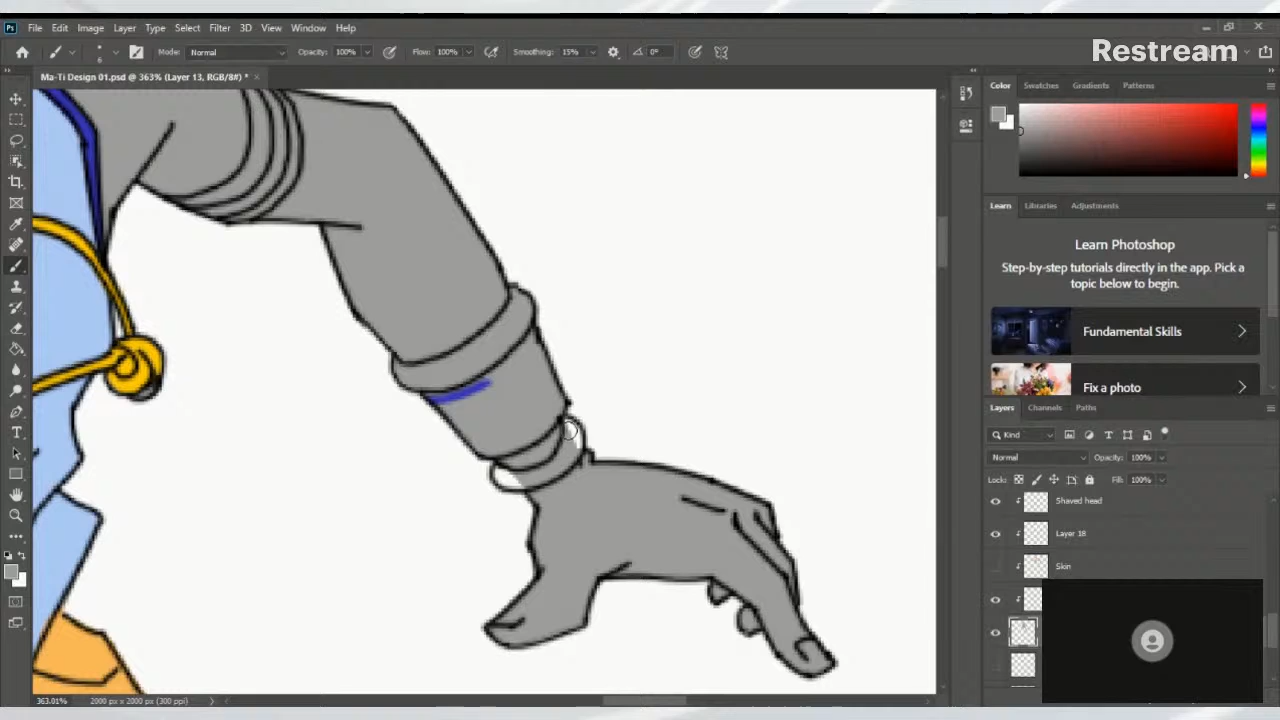 File Edit Image Layer Type Select Filter 3D View Window Help
Restream
6 Mode: Normal Opacity: 100% Flow: 100% Smoothing: 15% 0°
Ma-Ti Design 01.psd @ 363% (Layer 13, RGB/8#) *
Color Swatches Gradients Patterns
Learn Libraries Adjustments
Learn Photoshop
Step-by-step tutorials directly in the app. Pick a
topic below to begin.
Fundamental Skills
Fix a photo
Layers Channels Paths
Kind
Normal Opacity: 100%
Lock: Fill: 100%
Shaved head
Layer 18
Skin
363.01% 2000 px x 2000 px (300 ppi)